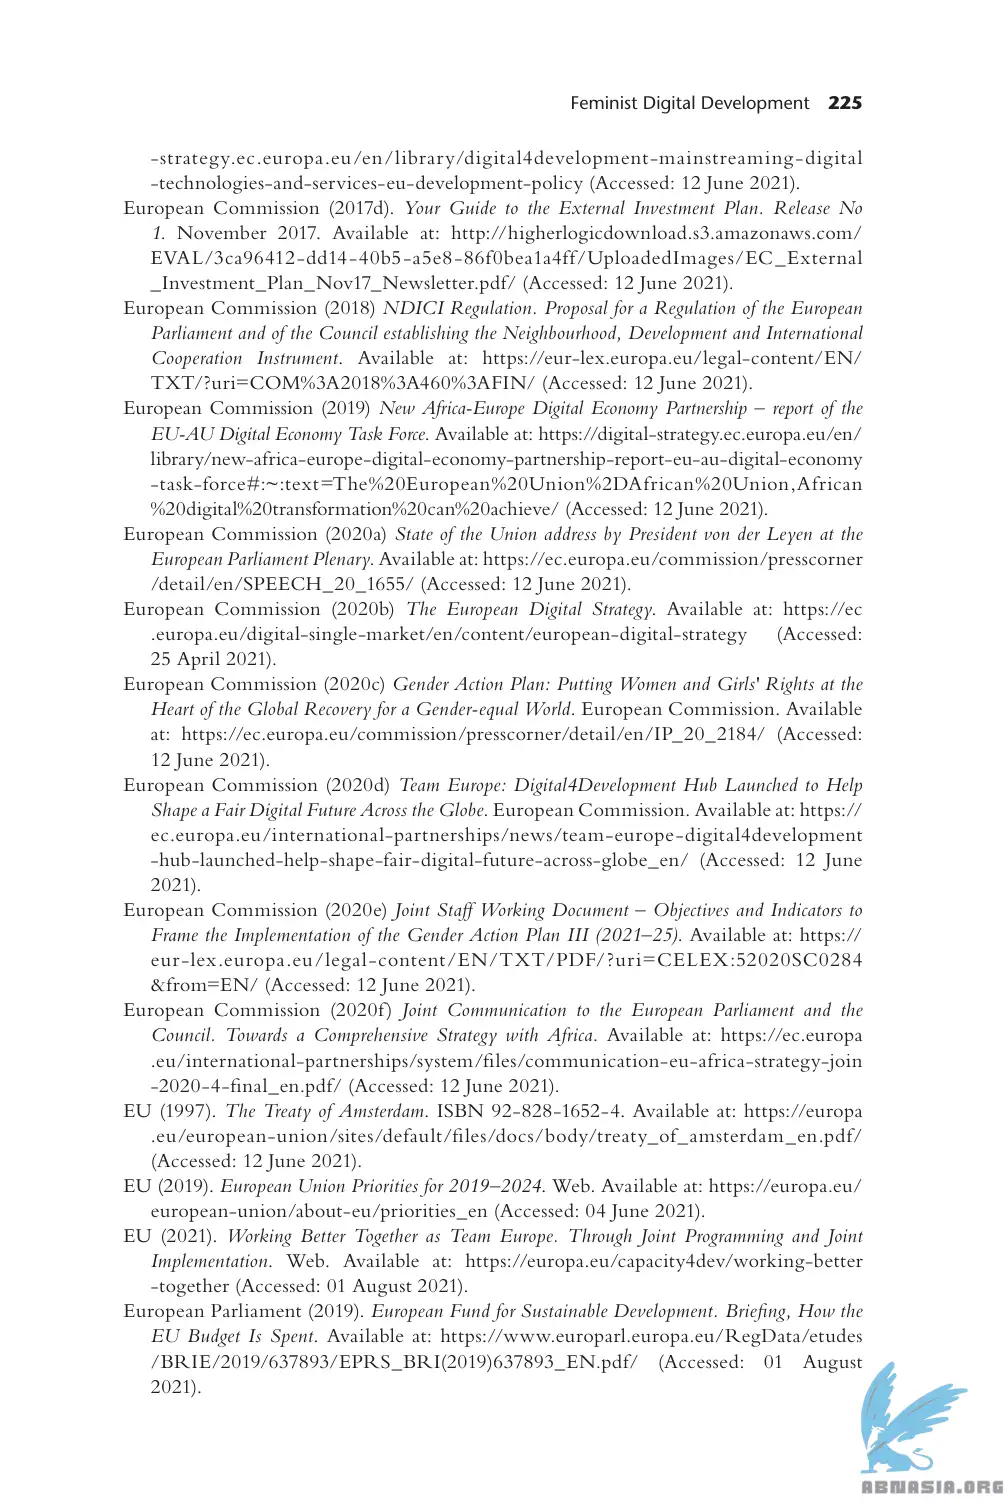 Feminist Digital Development 225
-strategy.ec.europa.eu/en/library/digital4development-mainstreaming-digital
-technologies-and-services-eu-development-policy (Accessed: 12 June 2021).
European Commission (2017d). Your Guide to the External Investment Plan. Release No
1. November 2017. Available at: http://higherlogicdownload.s3.amazonaws.com/
EVAL/3ca96412-dd14-40b5-a5e8-86f0bea1a4ff/UploadedImages/EC_External
_Investment_Plan_Nov17_Newsletter.pdf/ (Accessed: 12 June 2021).
European Commission (2018) NDICI Regulation. Proposal for a Regulation of the European
Parliament and of the Council establishing the Neighbourhood, Development and International
Cooperation Instrument. Available at: https://eur-lex.europa.eu/legal-content/EN/
TXT/?uri=COM%3A2018%3A460%3AFIN/ (Accessed: 12 June 2021).
European Commission (2019) New Africa-Europe Digital Economy Partnership – report of the
EU-AU Digital Economy Task Force. Available at: https://digital-strategy.ec.europa.eu/en/
library/new-africa-europe-digital-economy-partnership-report-eu-au-digital-economy
-task-force#:~:text=The%20European%20Union%2DAfrican%20Union,African
%20digital%20transformation%20can%20achieve/ (Accessed: 12 June 2021).
European Commission (2020a) State of the Union address by President von der Leyen at the
European Parliament Plenary. Available at: https://ec.europa.eu/commission/presscorner
/detail/en/SPEECH_20_1655/ (Accessed: 12 June 2021).
European Commission (2020b) The European Digital Strategy. Available at: https://ec
.europa.eu/digital-single-market/en/content/european-digital-strategy (Accessed:
25 April 2021).
European Commission (2020c) Gender Action Plan: Putting Women and Girls' Rights at the
Heart of the Global Recovery for a Gender-equal World. European Commission. Available
at: https://ec.europa.eu/commission/presscorner/detail/en/IP_20_2184/ (Accessed:
12 June 2021).
European Commission (2020d) Team Europe: Digital4Development Hub Launched to Help
Shape a Fair Digital Future Across the Globe. European Commission. Available at: https://
ec.europa.eu/international-partnerships/news/team-europe-digital4development
-hub-launched-help-shape-fair-digital-future-across-globe_en/ (Accessed: 12 June
2021).
European Commission (2020e) Joint Staff Working Document – Objectives and Indicators to
Frame the Implementation of the Gender Action Plan III (2021–25). Available at: https://
eur-lex.europa.eu/legal-content/EN/TXT/PDF/?uri=CELEX:52020SC0284
&from=EN/ (Accessed: 12 June 2021).
European Commission (2020f) Joint Communication to the European Parliament and the
Council. Towards a Comprehensive Strategy with Africa. Available at: https://ec.europa
.eu/international-partnerships/system/files/communication-eu-africa-strategy-join
-2020-4-final_en.pdf/ (Accessed: 12 June 2021).
EU (1997). The Treaty of Amsterdam. ISBN 92-828-1652-4. Available at: https://europa
.eu/european-union/sites/default/files/docs/body/treaty_of_amsterdam_en.pdf/
(Accessed: 12 June 2021).
EU (2019). European Union Priorities for 2019–2024. Web. Available at: https://europa.eu/
european-union/about-eu/priorities_en (Accessed: 04 June 2021).
EU (2021). Working Better Together as Team Europe. Through Joint Programming and Joint
Implementation. Web. Available at: https://europa.eu/capacity4dev/working-better
-together (Accessed: 01 August 2021).
European Parliament (2019). European Fund for Sustainable Development. Briefing, How the
EU Budget Is Spent. Available at: https://www.europarl.europa.eu/RegData/etudes
/BRIE/2019/637893/EPRS_BRI(2019)637893_EN.pdf/ (Accessed: 01 August
2021).
ABNASIA.ORG